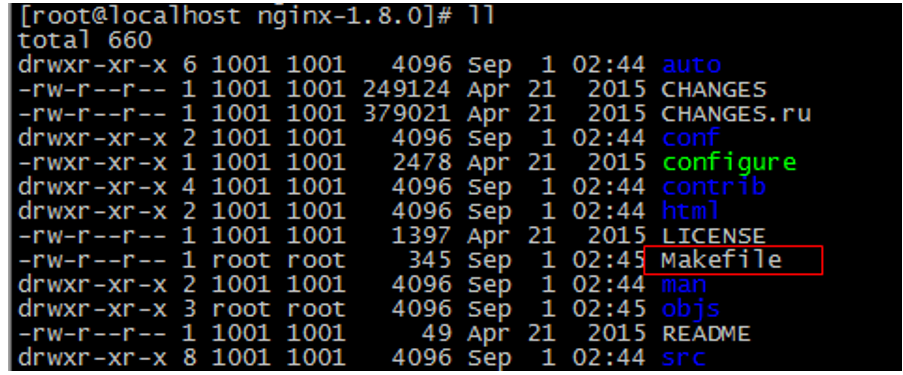 [root@localhost nginx-1.8.0]# ll
total 660
drwxr-xr-x 6 1001 1001   4096 Sep  1 02:44 auto
-rw-r--r-- 1 1001 1001 249124 Apr 21  2015 CHANGES
-rw-r--r-- 1 1001 1001 379021 Apr 21  2015 CHANGES.ru
drwxr-xr-x 2 1001 1001   4096 Sep  1 02:44 conf
-rwxr-xr-x 1 1001 1001   2478 Apr 21  2015 configure
drwxr-xr-x 4 1001 1001   4096 Sep  1 02:44 contrib
drwxr-xr-x 2 1001 1001   4096 Sep  1 02:44 html
-rw-r--r-- 1 1001 1001   1397 Apr 21  2015 LICENSE
-rw-r--r-- 1 root root    345 Sep  1 02:45 Makefile
drwxr-xr-x 2 1001 1001   4096 Sep  1 02:44 man
drwxr-xr-x 3 root root   4096 Sep  1 02:45 objs
-rw-r--r-- 1 1001 1001     49 Apr 21  2015 README
drwxr-xr-x 8 1001 1001   4096 Sep  1 02:44 src